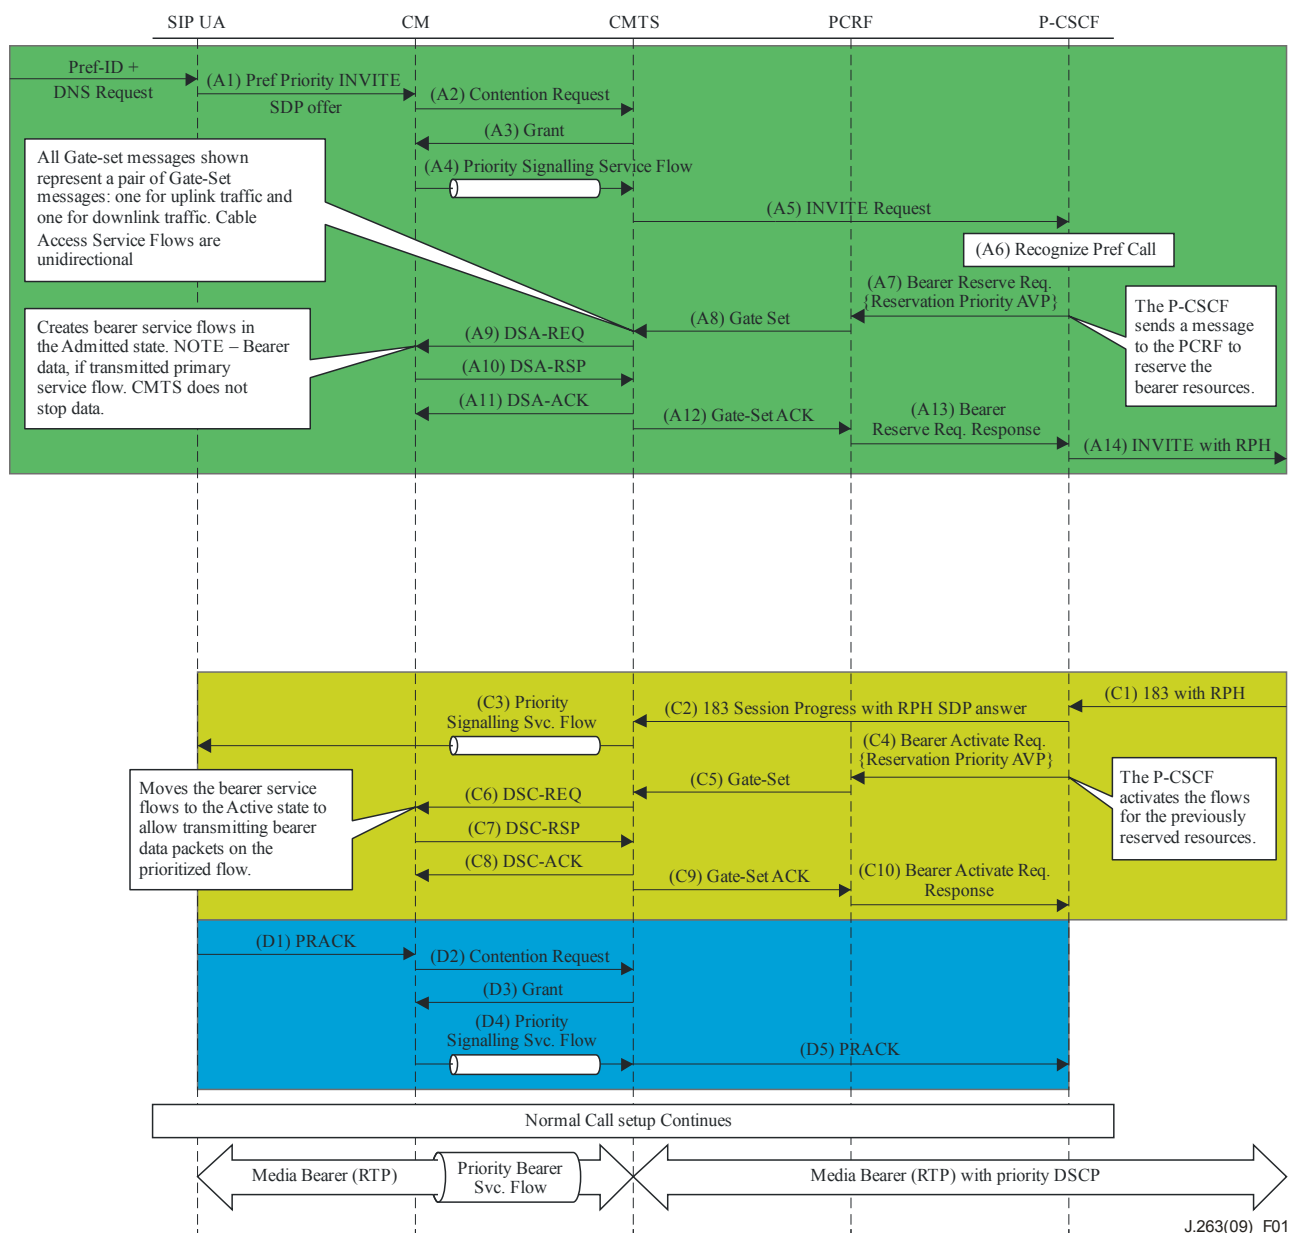 SIP UA
CM
CMTS
PCRF
P-CSCF
Pref-ID +
DNS Request
(A1) Pref Priority INVITE
SDP offer
(A2) Contention Request
(A3) Grant
All Gate-set messages shown
represent a pair of Gate-Set
messages: one for uplink traffic and
one for downlink traffic. Cable
Access Service Flows are
unidirectional
(A4) Priority Signalling Service Flow
(A5) INVITE Request
(A6) Recognize Pref Call
(A7) Bearer Reserve Req.
{Reservation Priority AVP}
(A8) Gate Set
The P-CSCF
sends a message
to the PCRF to
reserve the
bearer resources.
Creates bearer service flows in
the Admitted state. NOTE – Bearer
data, if transmitted primary
service flow. CMTS does not
stop data.
(A9) DSA-REQ
(A10) DSA-RSP
(A11) DSA-ACK
(A12) Gate-Set ACK
(A13) Bearer
Reserve Req. Response
(A14) INVITE with RPH
(C1) 183 with RPH
(C2) 183 Session Progress with RPH SDP answer
(C3) Priority
Signalling Svc. Flow
(C4) Bearer Activate Req.
{Reservation Priority AVP}
(C5) Gate-Set
The P-CSCF
activates the flows
for the previously
reserved resources.
Moves the bearer service
flows to the Active state to
allow transmitting bearer
data packets on the
prioritized flow.
(C6) DSC-REQ
(C7) DSC-RSP
(C8) DSC-ACK
(C9) Gate-Set ACK
(C10) Bearer Activate Req.
Response
(D1) PRACK
(D2) Contention Request
(D3) Grant
(D4) Priority
Signalling Svc. Flow
(D5) PRACK
Normal Call setup Continues
Media Bearer (RTP)
Priority Bearer
Svc. Flow
Media Bearer (RTP) with priority DSCP
J.263(09)_F01